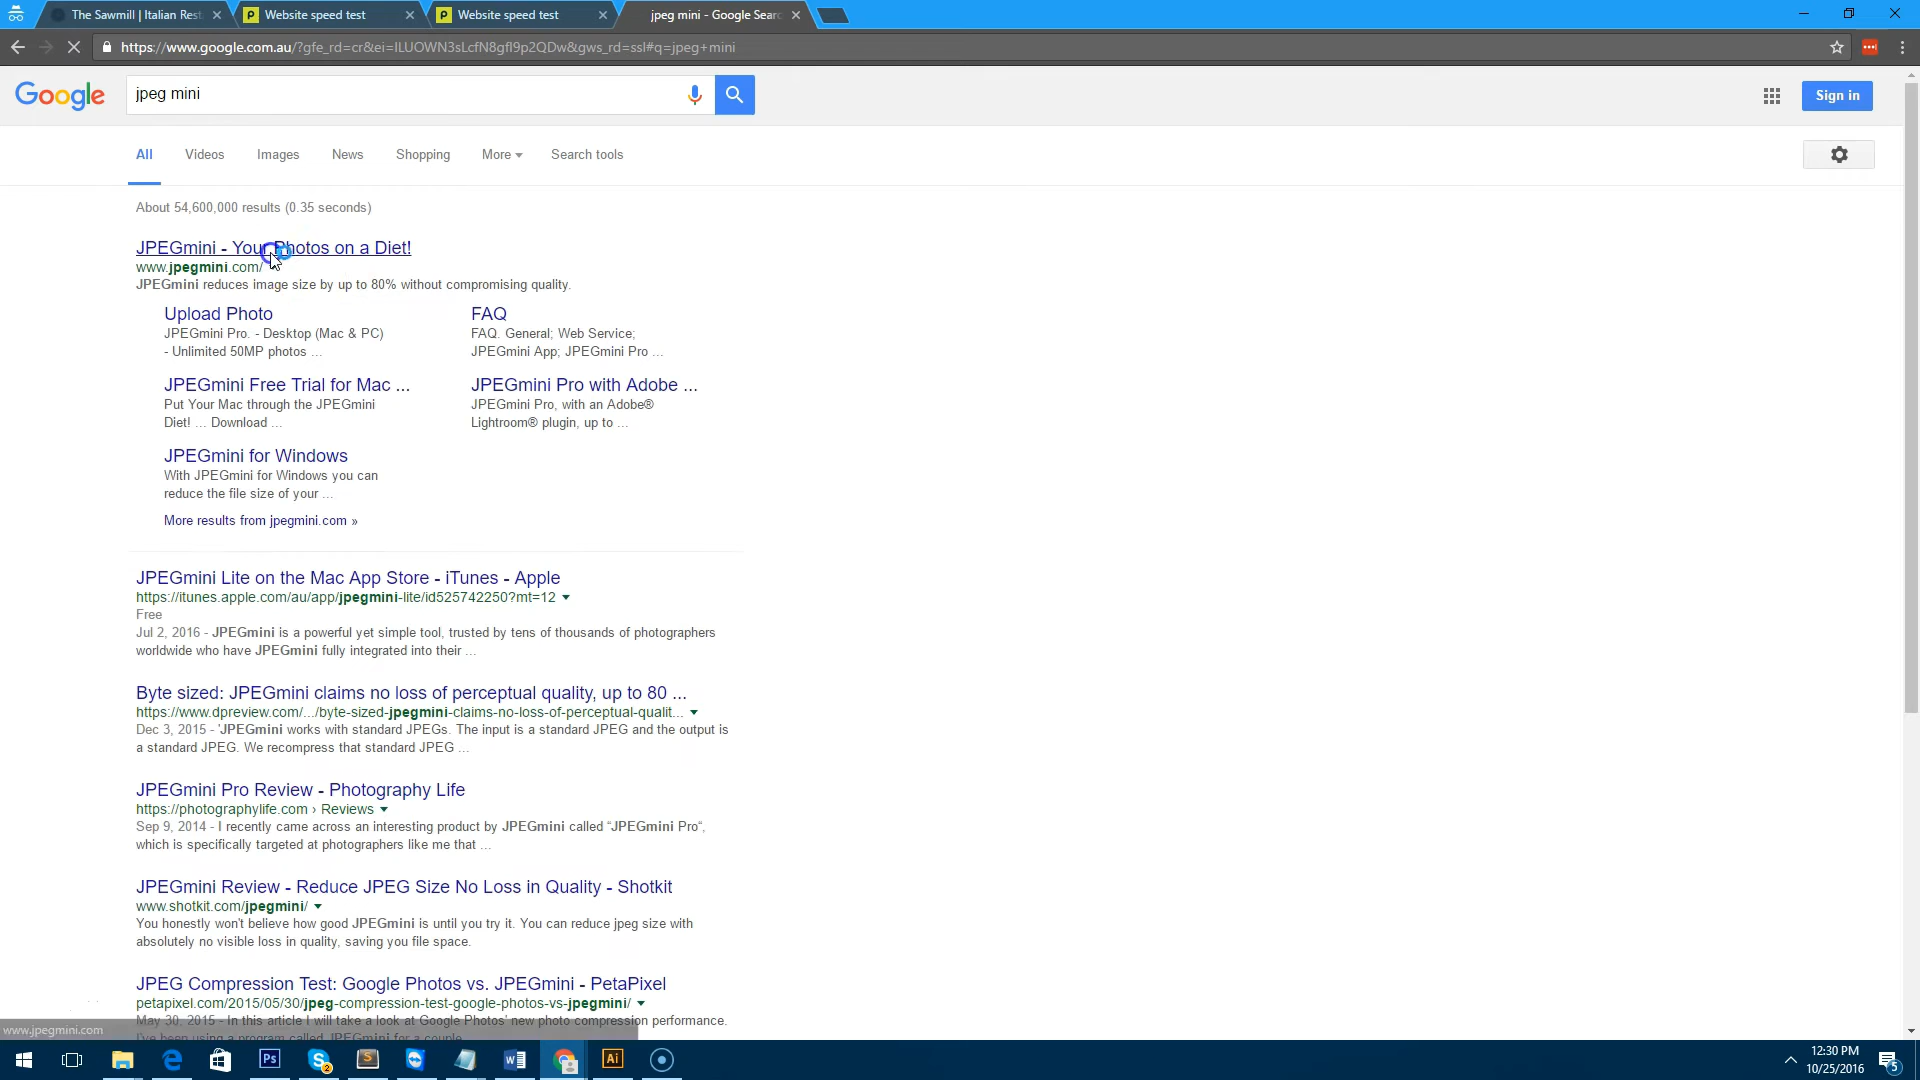 The Sawmill | Italian Rest
Website speed test
Website speed test
jpeg mini - Google Sear
https://www.google.com.au/?gfe_rd=cr&ei=ILUOWN3sLcfN8gfI9p2QDw&gws_rd=ssl#q=jpeg+mini
Google
jpeg mini
Sign in
All
Videos
Images
News
Shopping
More
Search tools
About 54,600,000 results (0.35 seconds)
JPEGmini - Your Photos on a Diet!
www.jpegmini.com/
JPEGmini reduces image size by up to 80% without compromising quality.
Upload Photo
JPEGmini Pro. - Desktop (Mac & PC)
- Unlimited 50MP photos ...
FAQ
FAQ. General; Web Service;
JPEGmini App; JPEGmini Pro ...
JPEGmini Free Trial for Mac ...
Put Your Mac through the JPEGmini
Diet! ... Download ...
JPEGmini Pro with Adobe ...
JPEGmini Pro, with an Adobe®
Lightroom® plugin, up to ...
JPEGmini for Windows
With JPEGmini for Windows you can
reduce the file size of your ...
More results from jpegmini.com »
JPEGmini Lite on the Mac App Store - iTunes - Apple
https://itunes.apple.com/au/app/jpegmini-lite/id525742250?mt=12
Free
Jul 2, 2016 - JPEGmini is a powerful yet simple tool, trusted by tens of thousands of photographers
worldwide who have JPEGmini fully integrated into their ...
Byte sized: JPEGmini claims no loss of perceptual quality, up to 80 ...
https://www.dpreview.com/.../byte-sized-jpegmini-claims-no-loss-of-perceptual-qualit...
Dec 3, 2015 - 'JPEGmini works with standard JPEGs. The input is a standard JPEG and the output is
a standard JPEG. We recompress that standard JPEG ...
JPEGmini Pro Review - Photography Life
https://photographylife.com › Reviews
Sep 9, 2014 - I recently came across an interesting product by JPEGmini called “JPEGmini Pro“,
which is specifically targeted at photographers like me that ...
JPEGmini Review - Reduce JPEG Size No Loss in Quality - Shotkit
www.shotkit.com/jpegmini/
You honestly won't believe how good JPEGmini is until you try it. You can reduce jpeg size with
absolutely no visible loss in quality, saving you file space.
JPEG Compression Test: Google Photos vs. JPEGmini - PetaPixel
petapixel.com/2015/05/30/jpeg-compression-test-google-photos-vs-jpegmini/
May 30, 2015 - In this article I will take a look at Google Photos' new photo compression performance.
I've been using a program called JPEGmini for a couple
www.jpegmini.com
Ps
2
S
W
Ai
12:30 PM
10/25/2016
5